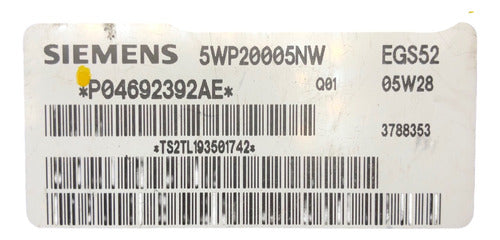 SIEMENS 5WP20005NW EGS52
*P04692392AE* Q01 05W28
3788353
*TS2TL193501742*